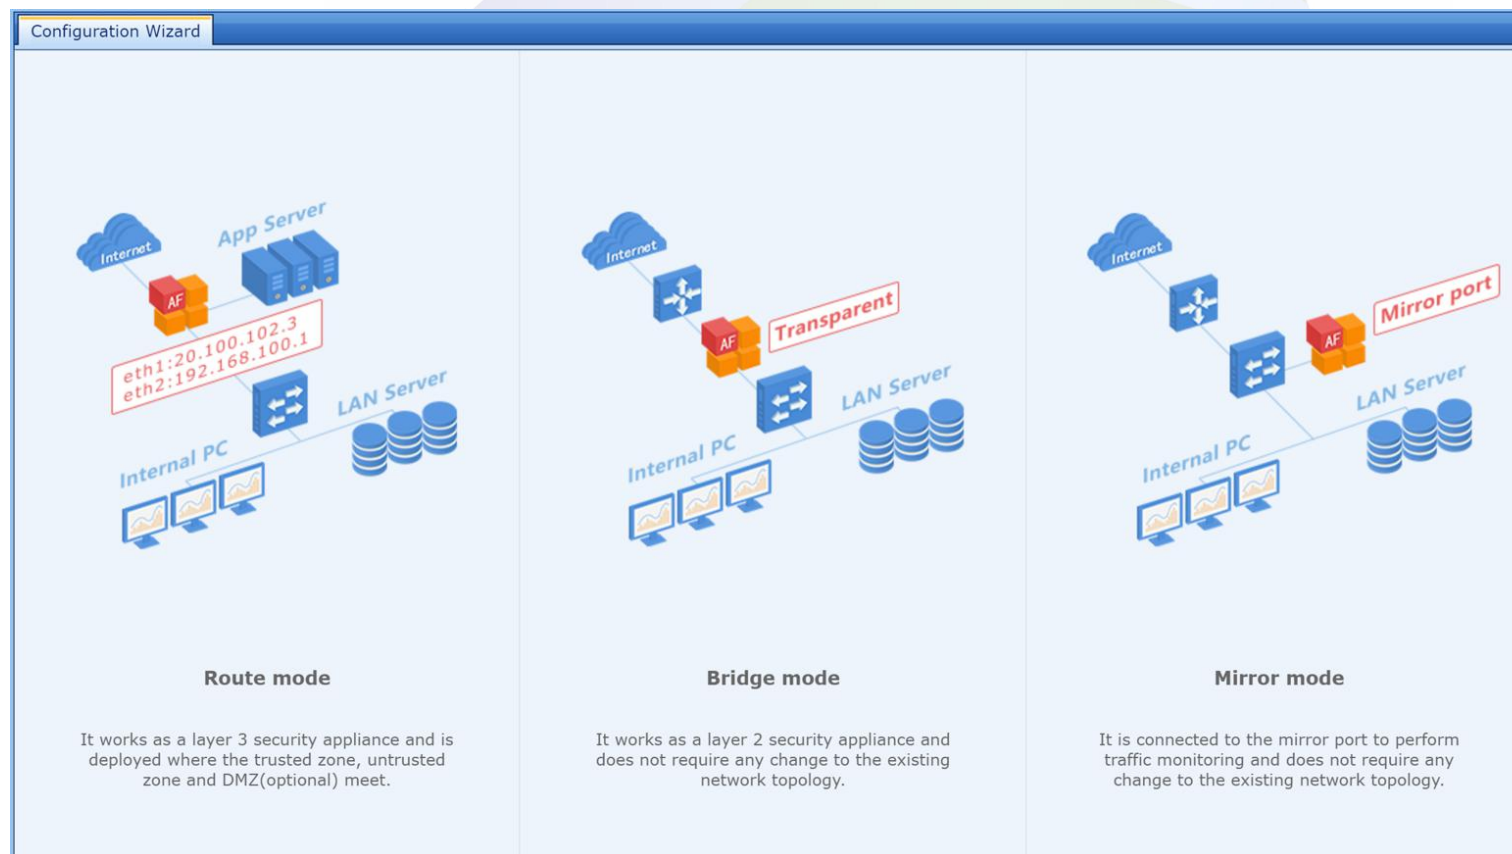 Configuration Wizard
Internet
App Server
AF
eth1:20.100.102.3
eth2:192.168.100.1
LAN Server
Internal PC
Route mode
It works as a layer 3 security appliance and is
deployed where the trusted zone, untrusted
zone and DMZ(optional) meet.
Internet
Transparent
AF
LAN Server
Internal PC
Bridge mode
It works as a layer 2 security appliance and
does not require any change to the existing
network topology.
Internet
Mirror port
AF
LAN Server
Internal PC
Mirror mode
It is connected to the mirror port to perform
traffic monitoring and does not require any
change to the existing network topology.